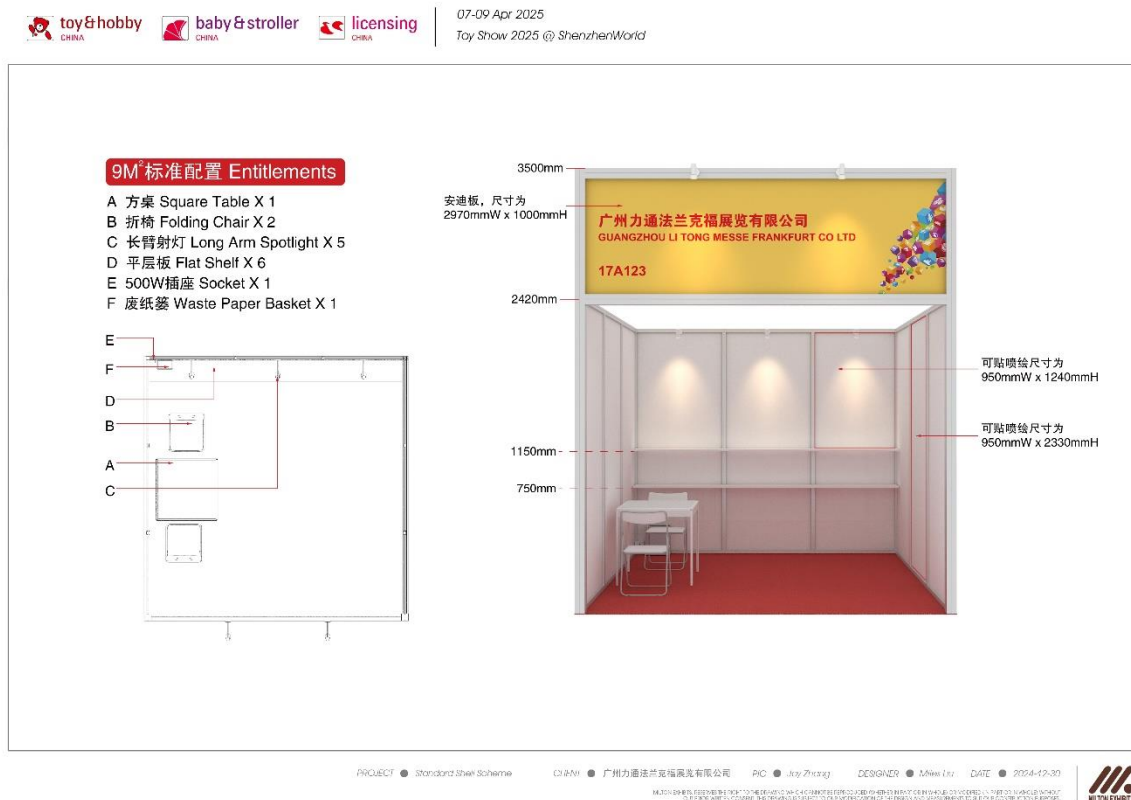 toy&hobby
CHINA
baby&stroller
CHINA
licensing
CHINA
07-09 Apr 2025
Toy Show 2025 @ ShenzhenWorld
9M²标准配置 Entitlements
A 方桌 Square Table X 1
B 折椅 Folding Chair X 2
C 长臂射灯 Long Arm Spotlight X 5
D 平层板 Flat Shelf X 6
E 500W插座 Socket X 1
F 废纸篓 Waste Paper Basket X 1
E
F
D
B
A
C
3500mm
安迪板，尺寸为
2970mmW x 1000mmH
广州力通法兰克福展览有限公司
GUANGZHOU LI TONG MESSE FRANKFURT CO LTD
17A123
2420mm
可贴喷绘尺寸为
950mmW x 1240mmH
可贴喷绘尺寸为
950mmW x 2330mmH
1150mm
750mm
PROJECT ● Standard Shell Scheme CLIENT ● 广州力通法兰克福展览有限公司 PIC ● Jay Zhang DESIGNER ● Miles Liu DATE ● 2024-12-30